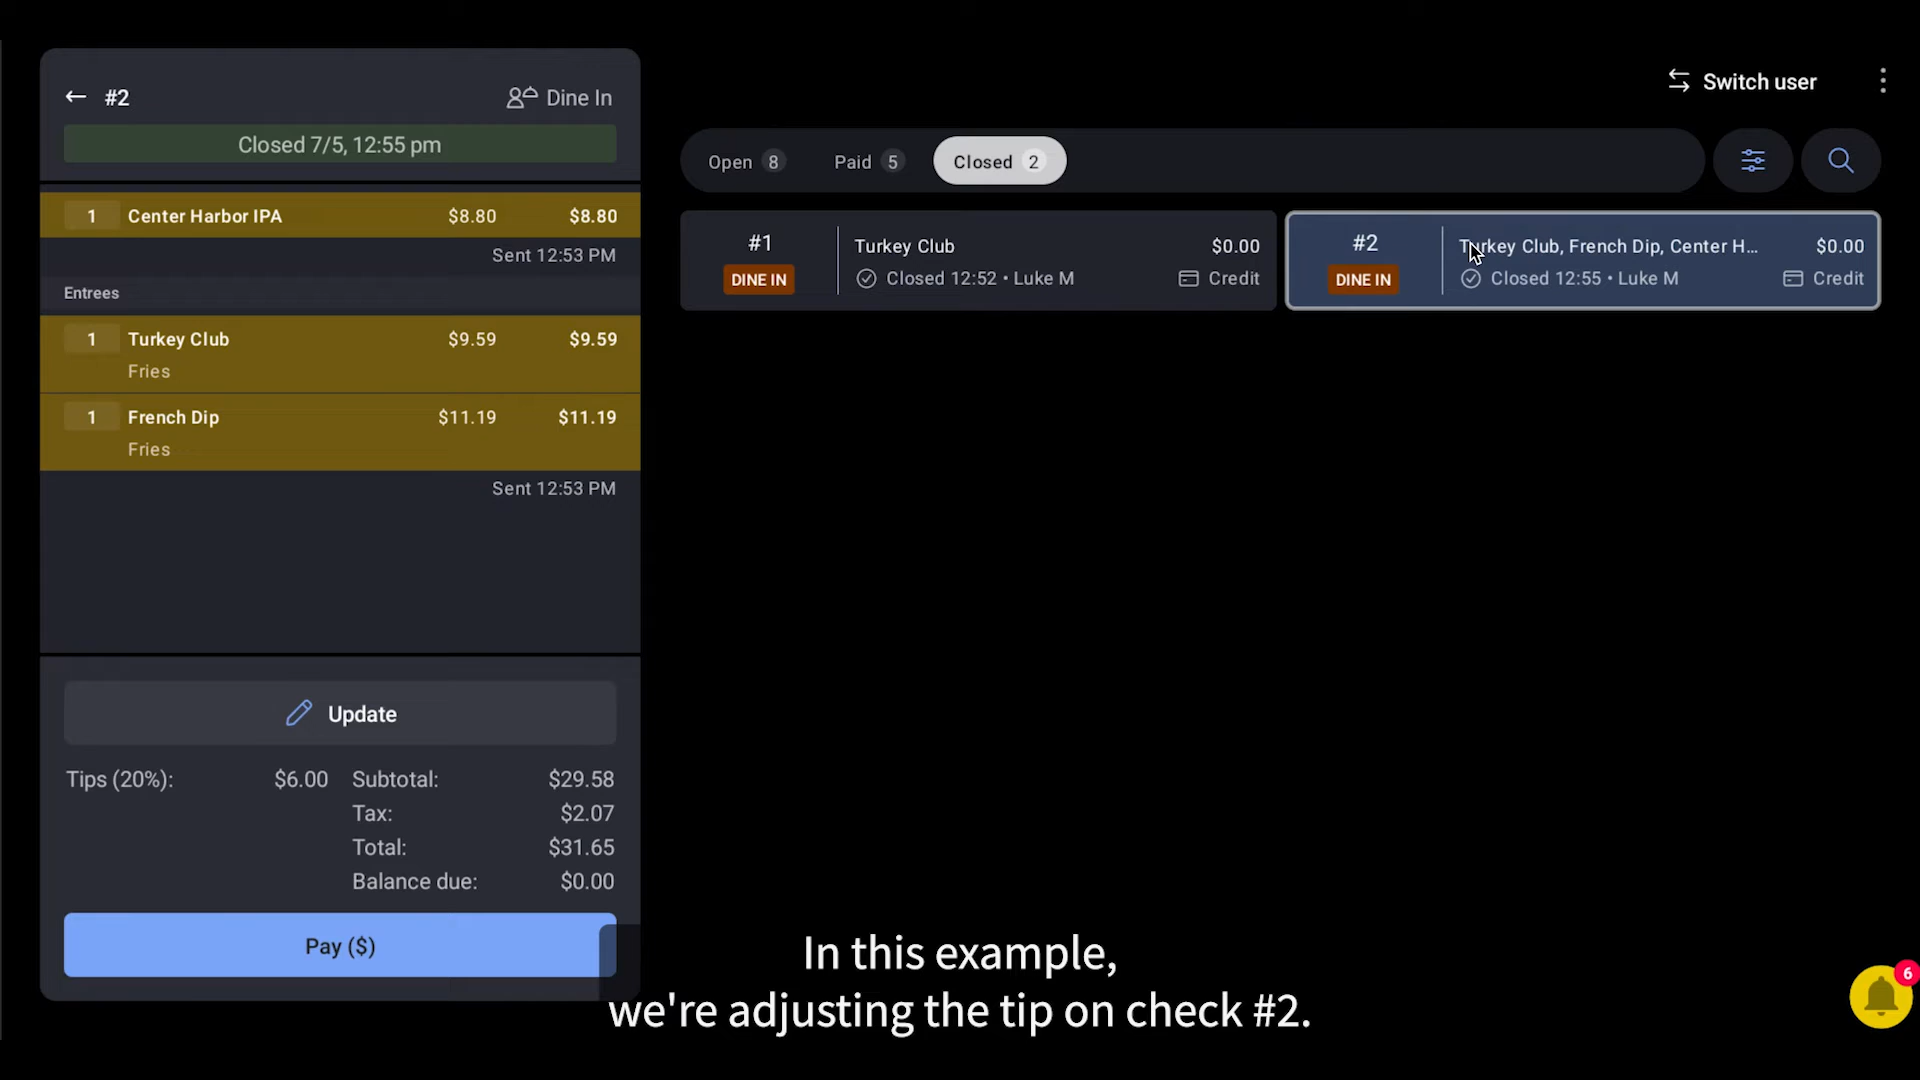 #2
Dine In
Closed 7/5, 12:55 pm
1 Center Harbor IPA $8.80 $8.80
Sent 12:53 PM
Entrees
1 Turkey Club $9.59 $9.59
Fries
1 French Dip $11.19 $11.19
Fries
Sent 12:53 PM
Update
Tips (20%): $6.00 Subtotal: $29.58
Tax: $2.07
Total: $31.65
Balance due: $0.00
Pay ($)
Switch user
Open 8 Paid 5 Closed 2
#1 Turkey Club $0.00
DINE IN Closed 12:52 • Luke M Credit
#2 Turkey Club, French Dip, Center H... $0.00
DINE IN Closed 12:55 • Luke M Credit
6
In this example,
we're adjusting the tip on check #2.